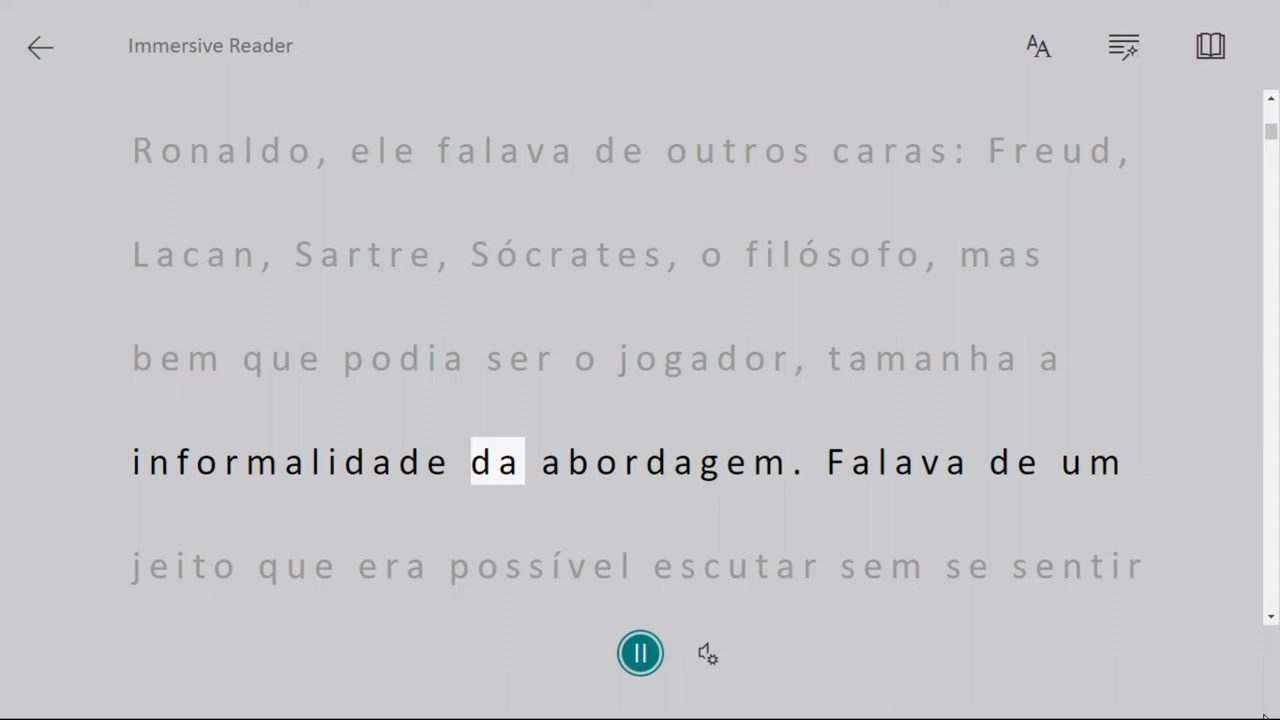 Immersive Reader
Ronaldo, ele falava de outros caras: Freud,
Lacan, Sartre, Sócrates, o filósofo, mas
bem que podia ser o jogador, tamanha a
informalidade da abordagem. Falava de um
jeito que era possível escutar sem se sentir